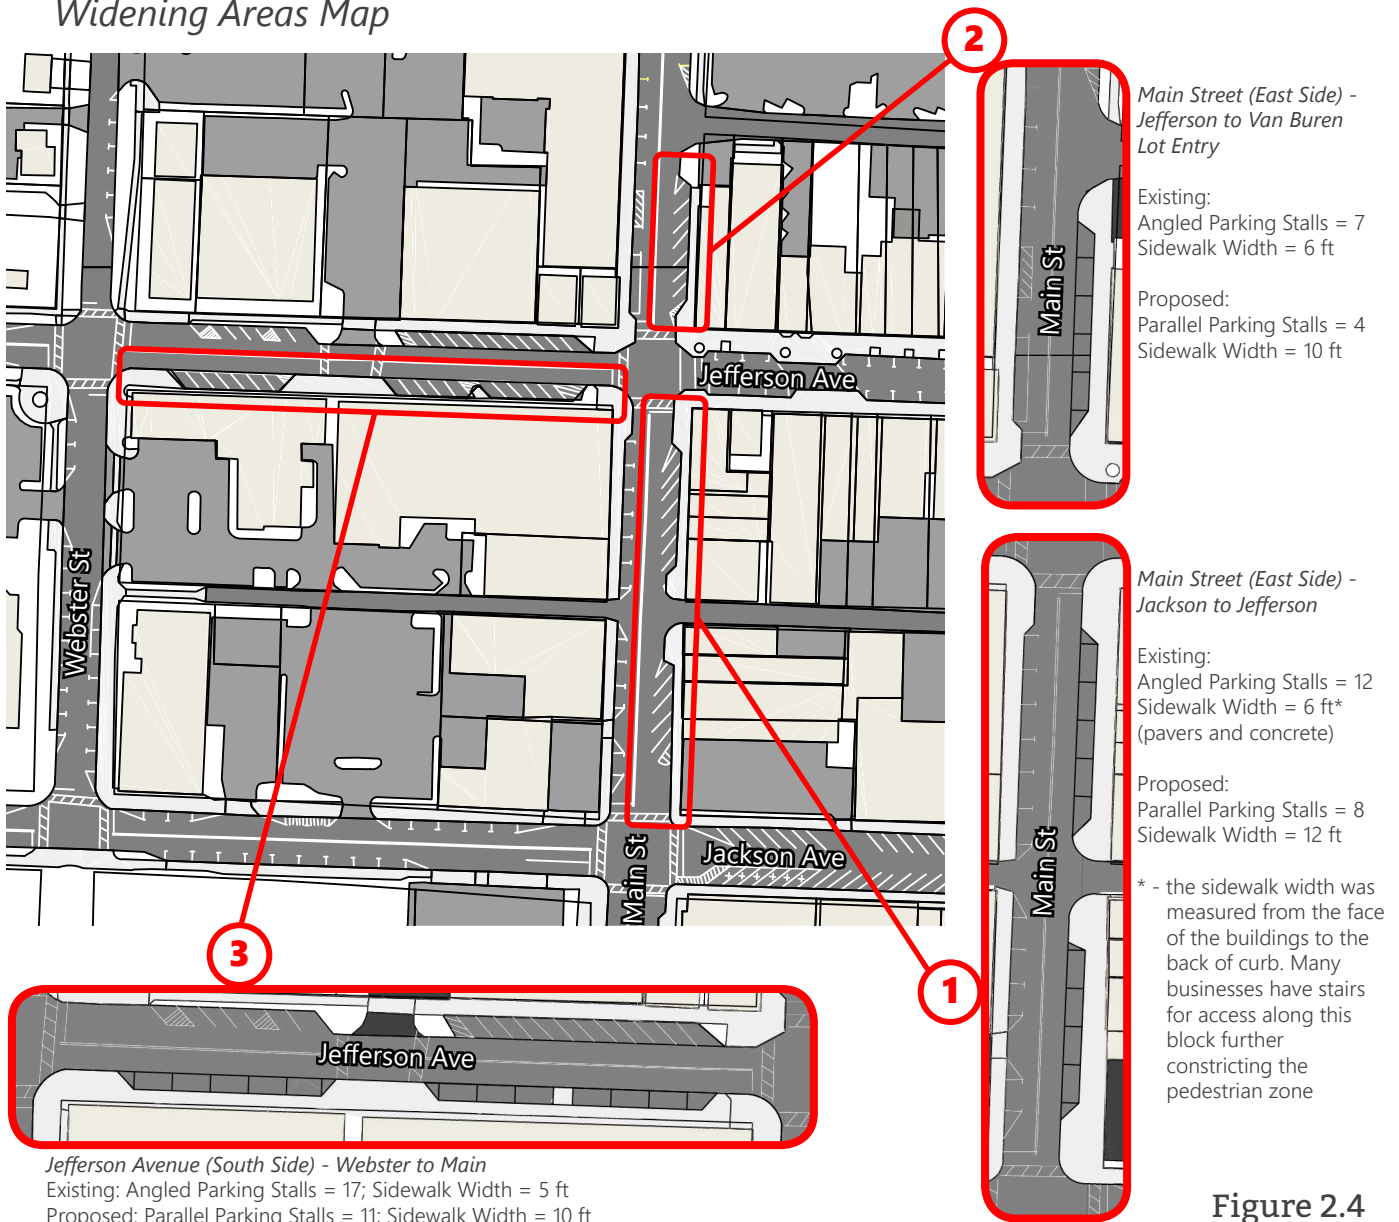 Widening Areas Map
2
Main Street (East Side) -
Jefferson to Van Buren
Lot Entry
Existing:
Angled Parking Stalls = 7
Sidewalk Width = 6 ft
Proposed:
Parallel Parking Stalls = 4
Sidewalk Width = 10 ft
Main St
Jefferson Ave
Webster St
Main Street (East Side) -
Jackson to Jefferson
Existing:
Angled Parking Stalls = 12
Sidewalk Width = 6 ft*
(pavers and concrete)
Proposed:
Parallel Parking Stalls = 8
Sidewalk Width = 12 ft
* - the sidewalk width was
measured from the face
of the buildings to the
back of curb. Many
businesses have stairs
for access along this
block further
constricting the
pedestrian zone
Main St
Jackson Ave
Main St
3
1
Jefferson Ave
Jefferson Avenue (South Side) - Webster to Main
Existing: Angled Parking Stalls = 17; Sidewalk Width = 5 ft
Proposed: Parallel Parking Stalls = 11; Sidewalk Width = 10 ft
Figure 2.4